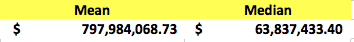 Mean Median
$ 797,984,068.73 $ 63,837,433.40